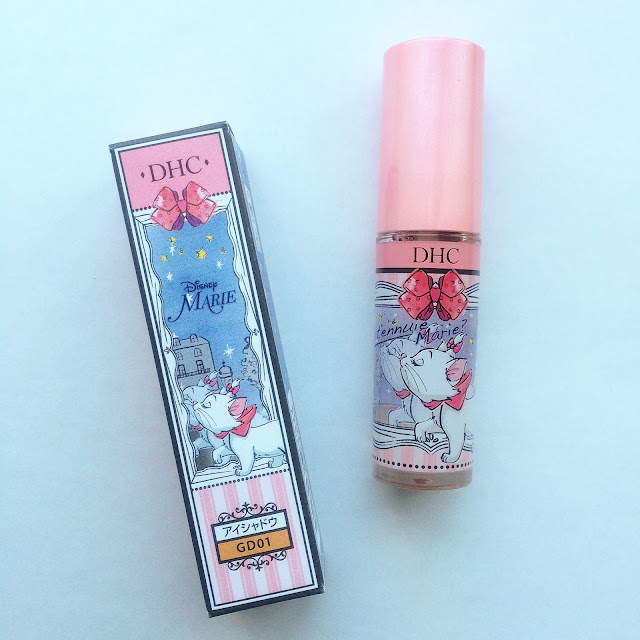 DHC
DISNEY
MARIE
アイシャドウ
GD01
DHC
t'ennuie
Marie?